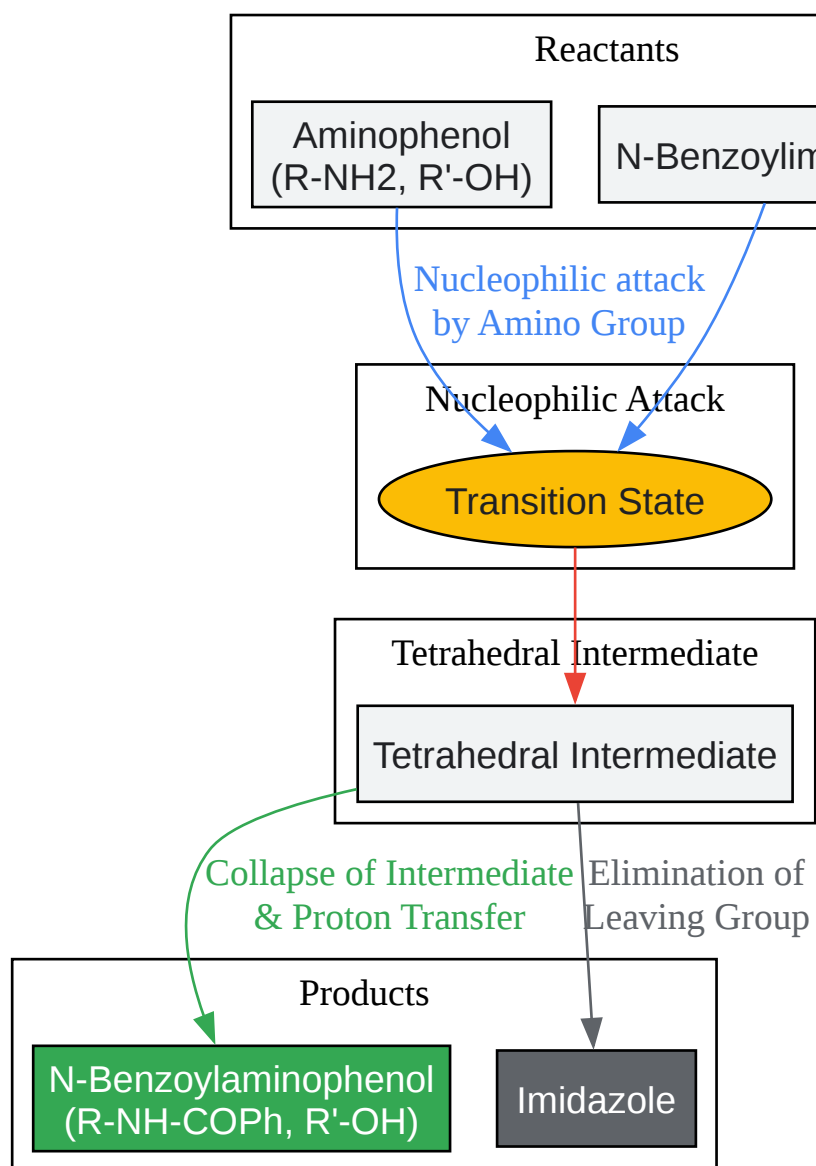 Reactants
Aminophenol
(R-NH2, R'-OH)
N-Benzoylim
Nucleophilic attack
by Amino Group
Nucleophilic Attack
Transition State
Tetrahedral Intermediate
Tetrahedral Intermediate
Collapse of Intermediate
& Proton Transfer
Elimination of
Leaving Group
Products
N-Benzoylaminophenol
(R-NH-COPh, R'-OH)
Imidazole